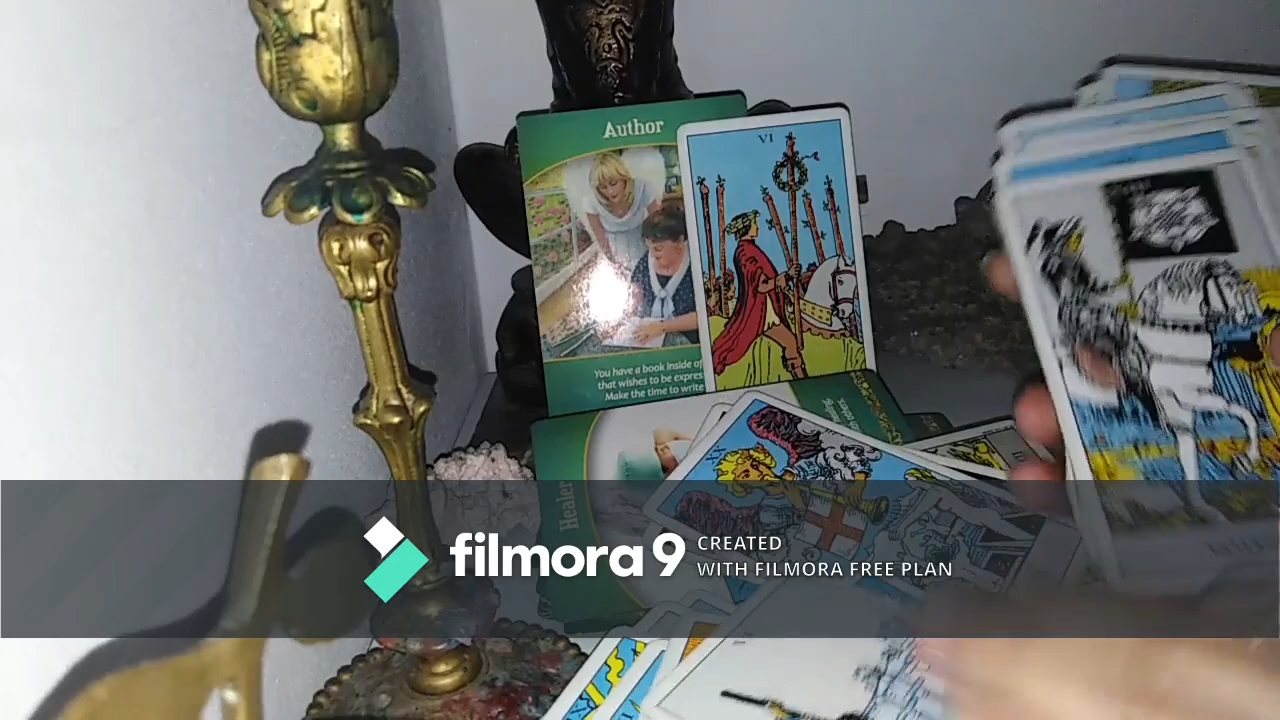 Author
VI
You have a book inside of
that wishes to be expres
Make the time to write
Healer
XX
filmora 9
CREATED
WITH FILMORA FREE PLAN